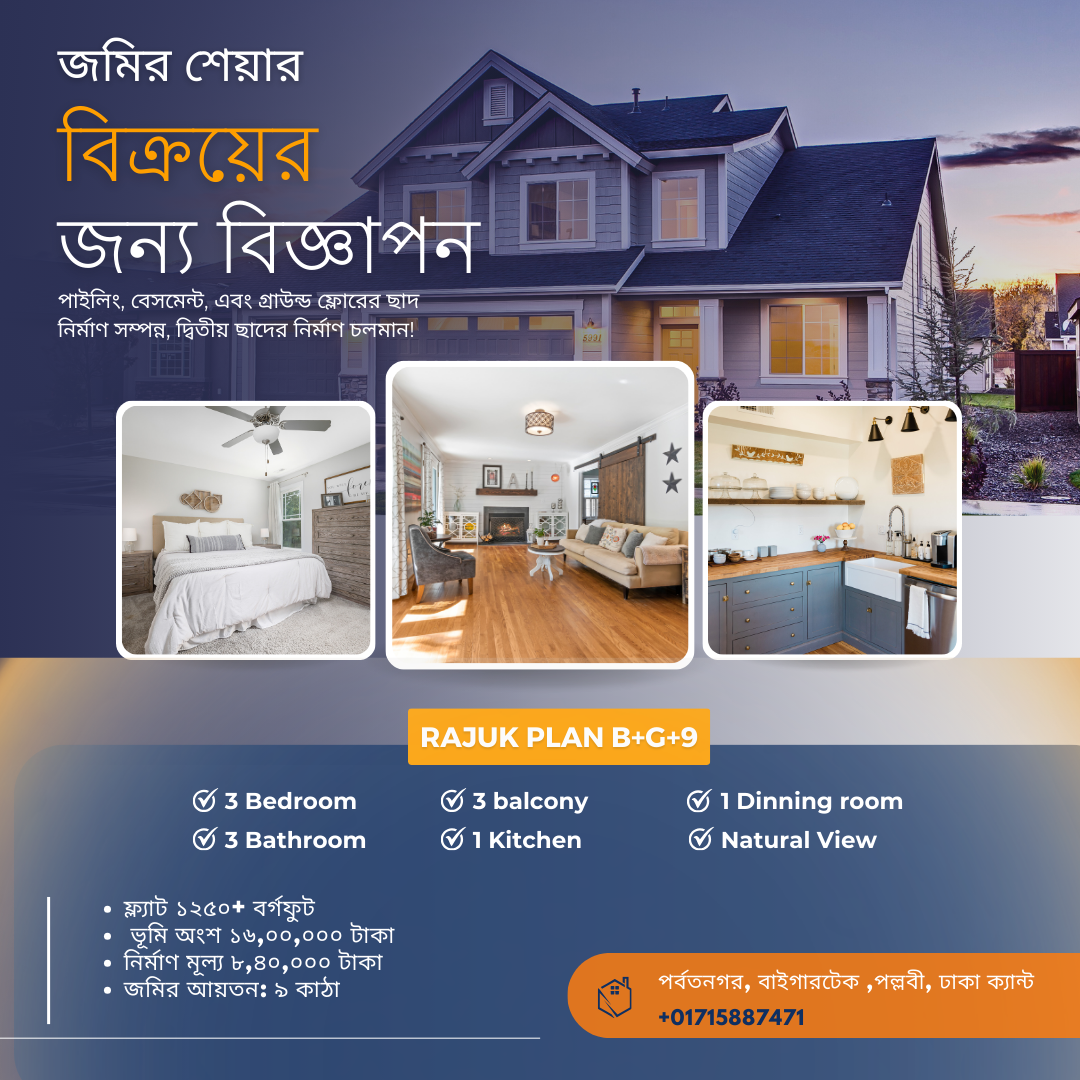 জমির শেয়ার
বিক্রয়ের
জন্য বিজ্ঞাপন
পাইলিং, বেসমেন্ট, এবং গ্রাউন্ড ফ্লোরের ছাদ
নির্মাণ সম্পন্ন, দ্বিতীয় ছাদের নির্মাণ চলমান!
RAJUK PLAN B+G+9
3 Bedroom
3 balcony
1 Dinning room
3 Bathroom
1 Kitchen
Natural View
• ফ্ল্যাট ১২৫০+ বর্গফুট
• ভূমি অংশ ১৬,০০,০০০ টাকা
• নির্মাণ মূল্য ৮,৪০,০০০ টাকা
• জমির আয়তন: ৯ কাঠা
পর্বতনগর, বাইগারটেক ,পল্লবী, ঢাকা ক্যান্ট
+01715887471